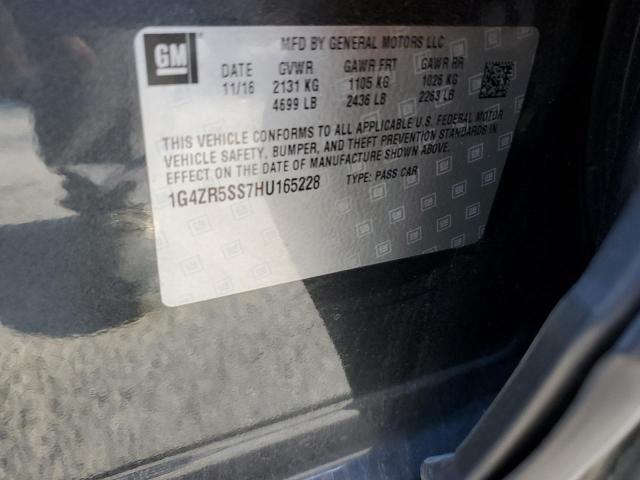 GM
MFD BY GENERAL MOTORS LLC
DATE GVWR GAWR FRT GAWR RR
11/16 2131 KG 1105 KG 1026 KG
4699 LB 2436 LB 2263 LB
THIS VEHICLE CONFORMS TO ALL APPLICABLE U.S. FEDERAL MOTOR
VEHICLE SAFETY, BUMPER, AND THEFT PREVENTION STANDARDS IN
EFFECT ON THE DATE OF MANUFACTURE SHOWN ABOVE.
1G4ZR5SS7HU165228 TYPE: PASS CAR